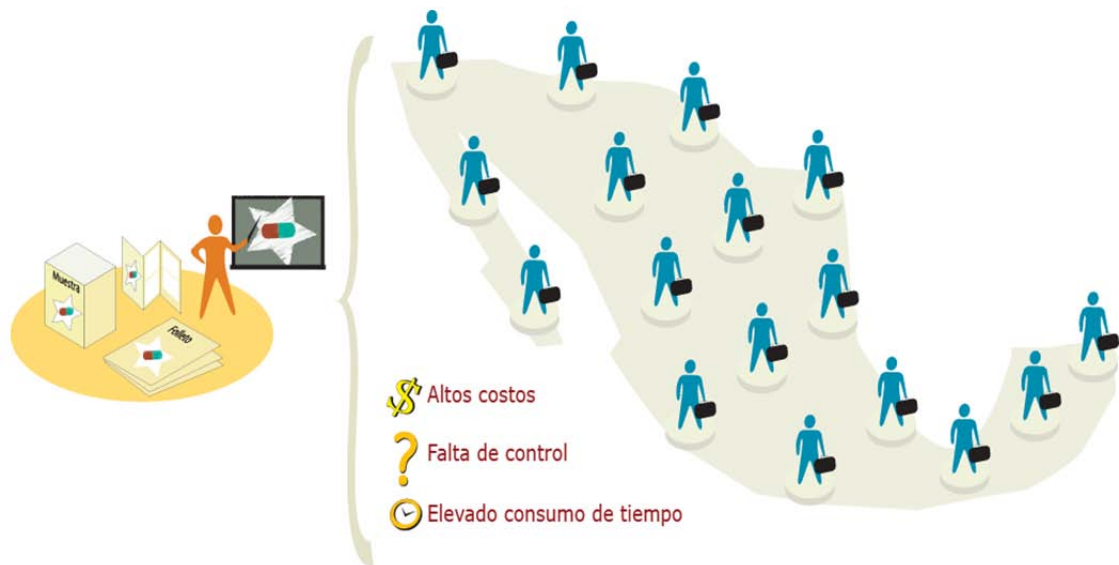 Muestra
Folleto
Altos costos
Falta de control
Elevado consumo de tiempo